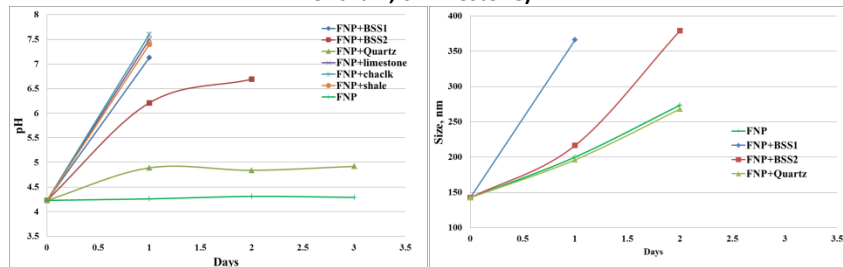 8
7.5
7
6.5
6
5.5
5
4.5
4
3.5
pH
FNP+BSS1
FNP+BSS2
FNP+Quartz
FNP+limestone
FNP+chaclk
FNP+shale
FNP
0
0.5
1
1.5
2
2.5
3
3.5
Days
400
350
300
250
200
150
100
Size, nm
FNP
FNP+BSS1
FNP+BSS2
FNP+Quartz
0
0.5
1
1.5
2
2.5
3
3.5
Days